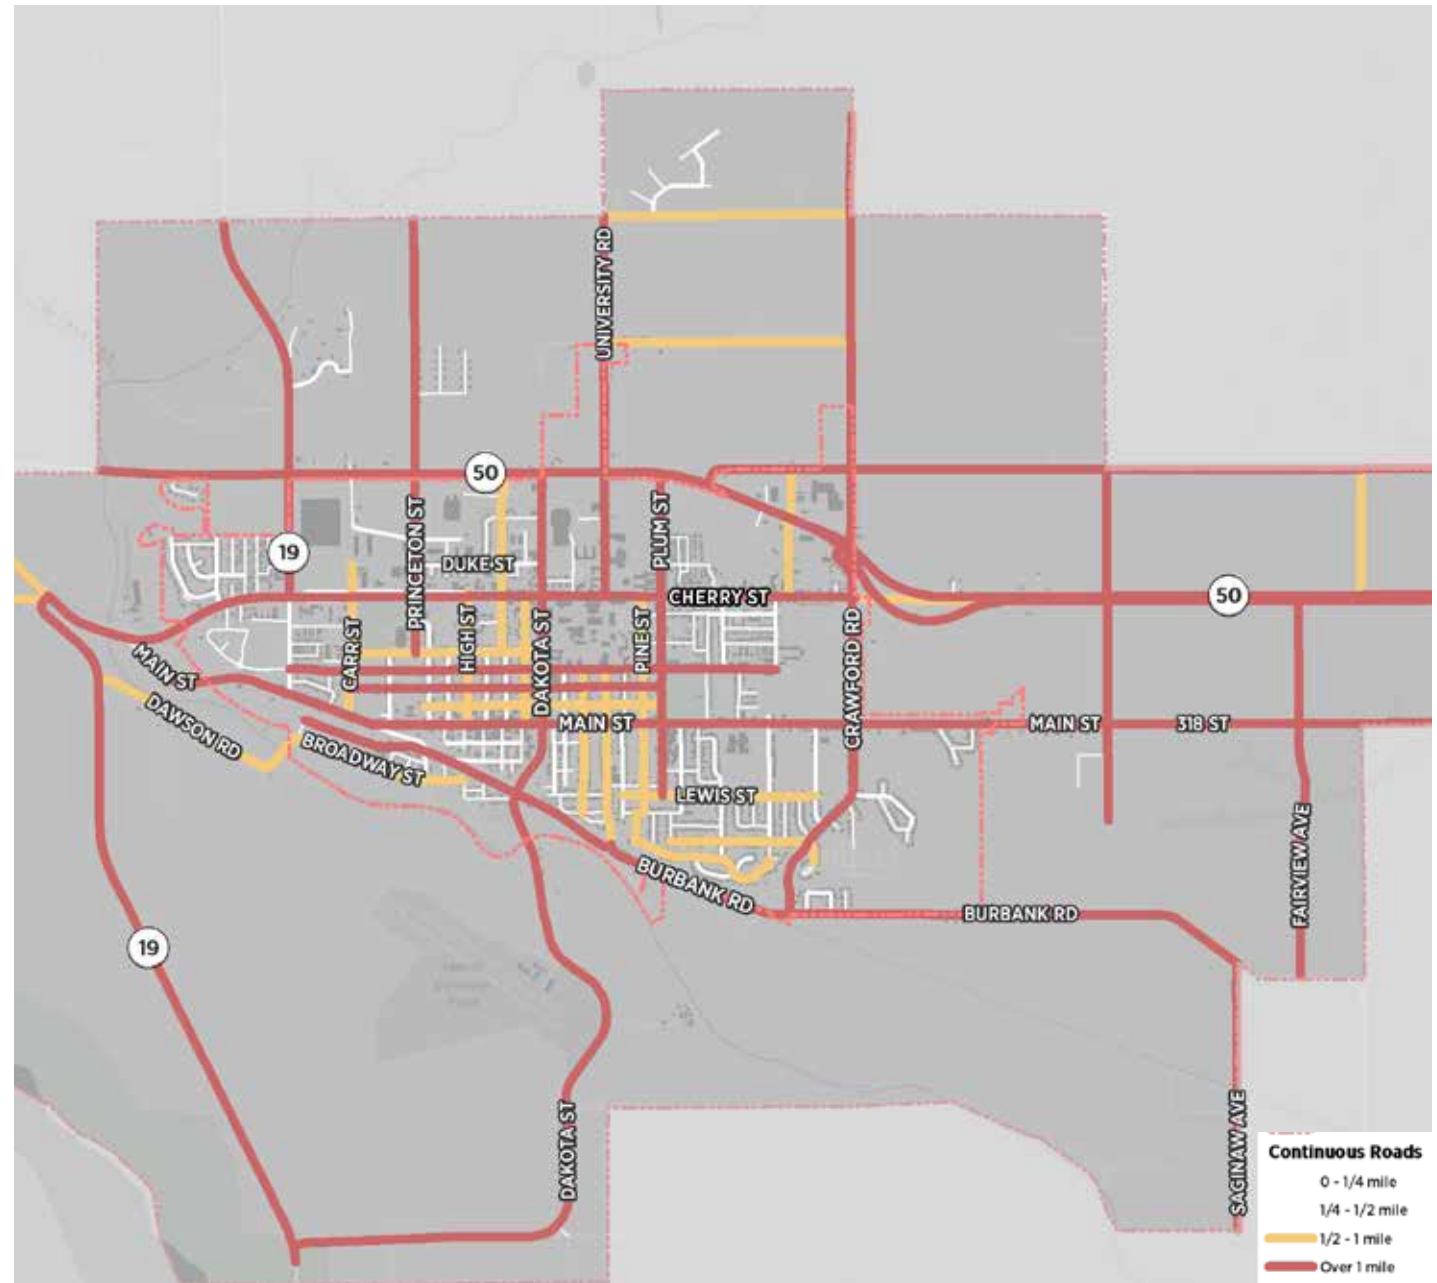 UNIVERSITY RD
50
PRINCETON ST
PLUM ST
19
DUKE ST
CHERRY ST
50
CARR ST
HIGH ST
DAKOTA ST
PINE ST
CRAWFORD RD
MAIN ST
DAWSON RD
MAIN ST
MAIN ST
318 ST
BROADWAY ST
LEWIS ST
FAIRVIEW AVE
BURBANK RD
BURBANK RD
19
DAKOTA ST
SAGINAW AVE
Continuous Roads
0 - 1/4 mile
1/4 - 1/2 mile
1/2 - 1 mile
Over 1 mile